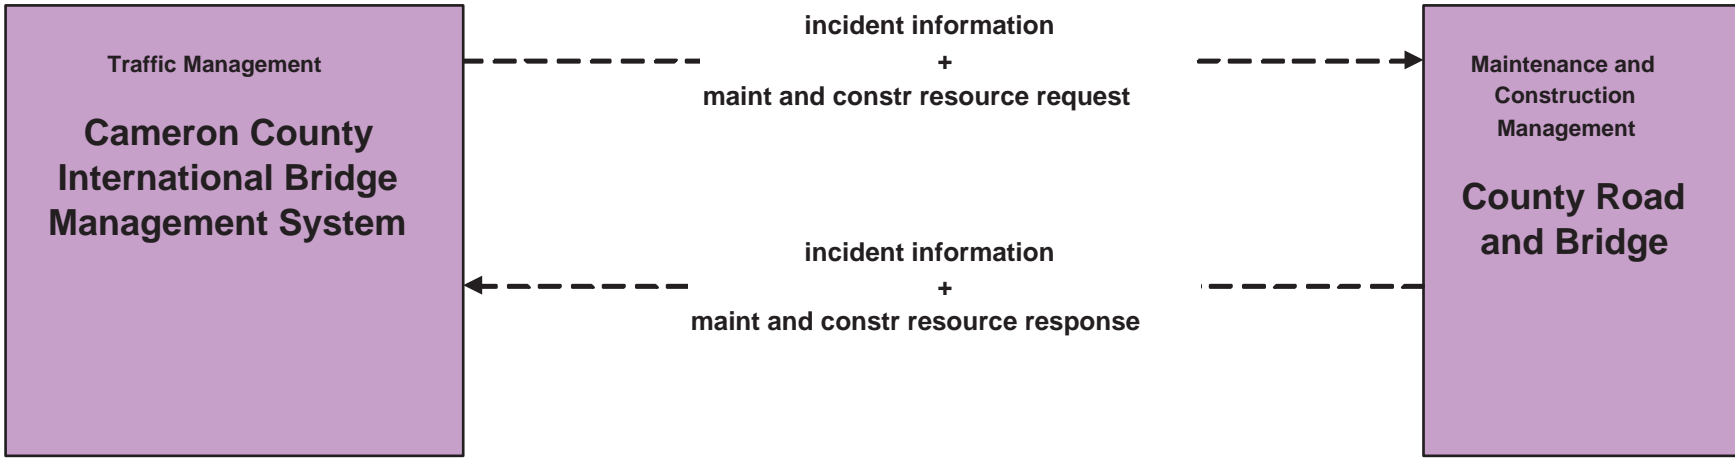 Traffic Management
Cameron County
International Bridge
Management System
incident information
+
maint and constr resource request
incident information
+
maint and constr resource response
Maintenance and
Construction
Management
County Road
and Bridge